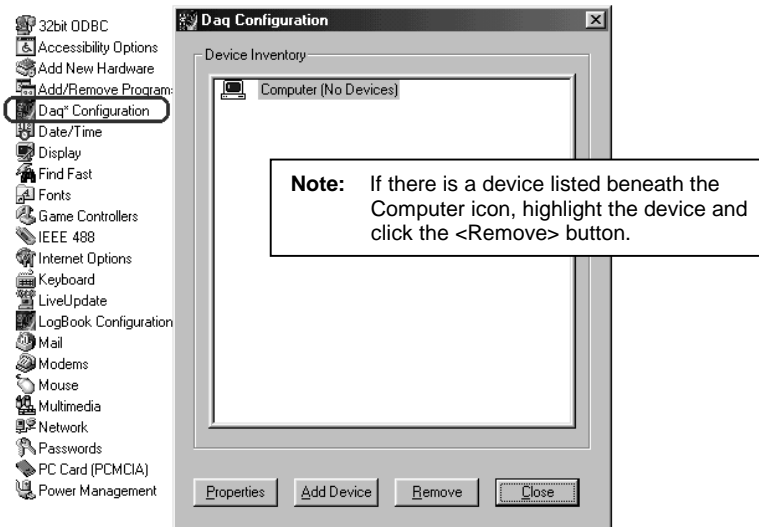 32bit ODBC
Accessibility Options
Add New Hardware
Add/Remove Programs
Daq* Configuration
Date/Time
Display
Find Fast
Fonts
Game Controllers
IEEE 488
Internet Options
Keyboard
LiveUpdate
LogBook Configuration
Mail
Modems
Mouse
Multimedia
Network
Passwords
PC Card (PCMCIA)
Power Management
Daq Configuration
Device Inventory
Computer (No Devices)
Note: If there is a device listed beneath the
Computer icon, highlight the device and
click the <Remove> button.
Properties
Add Device
Remove
Close